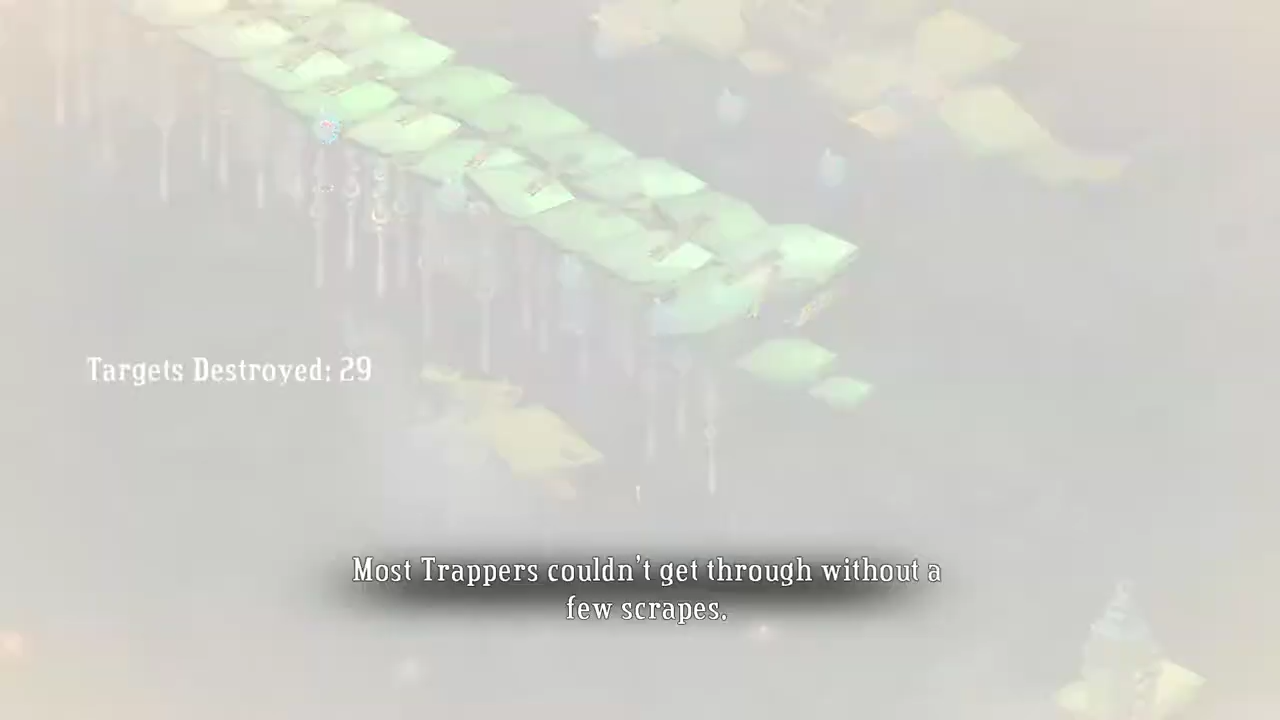 Targets Destroyed: 29
Most Trappers couldn't get through without a
few scrapes.